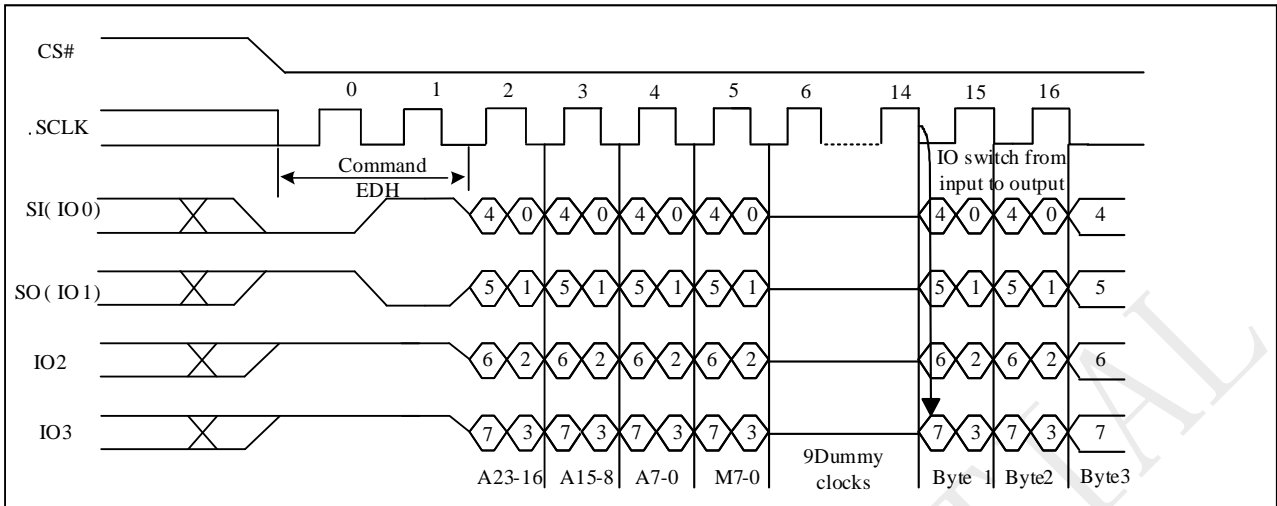 CS#
0 1 2 3 4 5 6 14 15 16
.SCLK
Command
EDH
IO switch from
input to output
SI( IO0) 4 0 4 0 4 0 4 0 4 0 4 0 4
SO ( IO1) 5 1 5 1 5 1 5 1 5 1 5 1 5
IO2 6 2 6 2 6 2 6 2 6 2 6 2 6
IO3 7 3 7 3 7 3 7 3 7 3 7 3 7
A23-16 A15-8 A7-0 M7-0
9Dummy
clocks
Byte 1 Byte2 Byte3